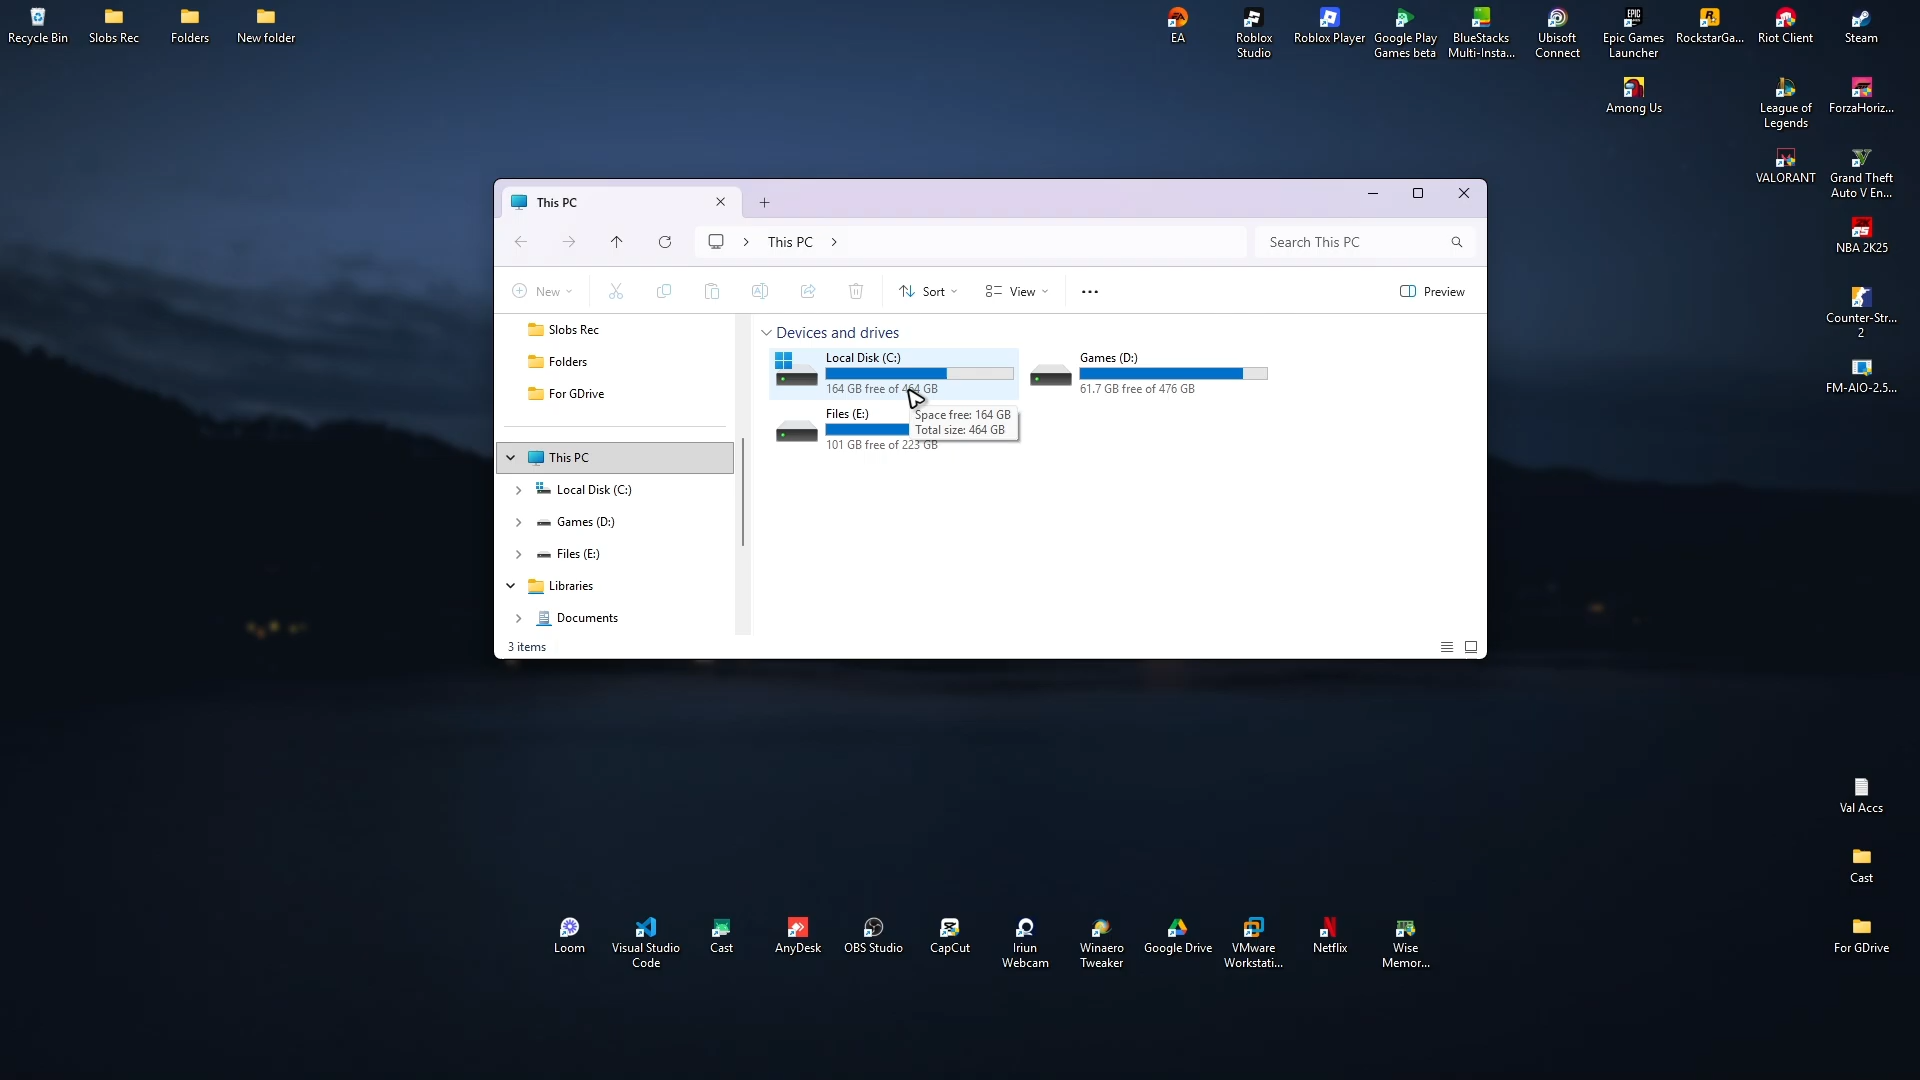 Recycle Bin
Slobs Rec
Folders
New folder
EA
Roblox
Studio
Roblox Player
Google Play
Games beta
BlueStacks
Multi-Insta...
Ubisoft
Connect
Epic Games
Launcher
RockstarGa...
Riot Client
Steam
Among Us
League of
Legends
ForzaHoriz...
VALORANT
Grand Theft
Auto V En...
NBA 2K25
Counter-Str...
2
FM-AIO-2.5...
This PC
This PC
Search This PC
New
Sort
View
Preview
Slobs Rec
Folders
For GDrive
This PC
Local Disk (C:)
Games (D:)
Files (E:)
Libraries
Documents
Devices and drives
Local Disk (C:)
164 GB free of 464 GB
Games (D:)
61.7 GB free of 476 GB
Files (E:)
101 GB free of 223 GB
Space free: 164 GB
Total size: 464 GB
3 items
Val Accs
Cast
For GDrive
Loom
Visual Studio
Code
Cast
AnyDesk
OBS Studio
CapCut
Iriun
Webcam
Winaero
Tweaker
Google Drive
VMware
Workstati...
Netflix
Wise
Memor...